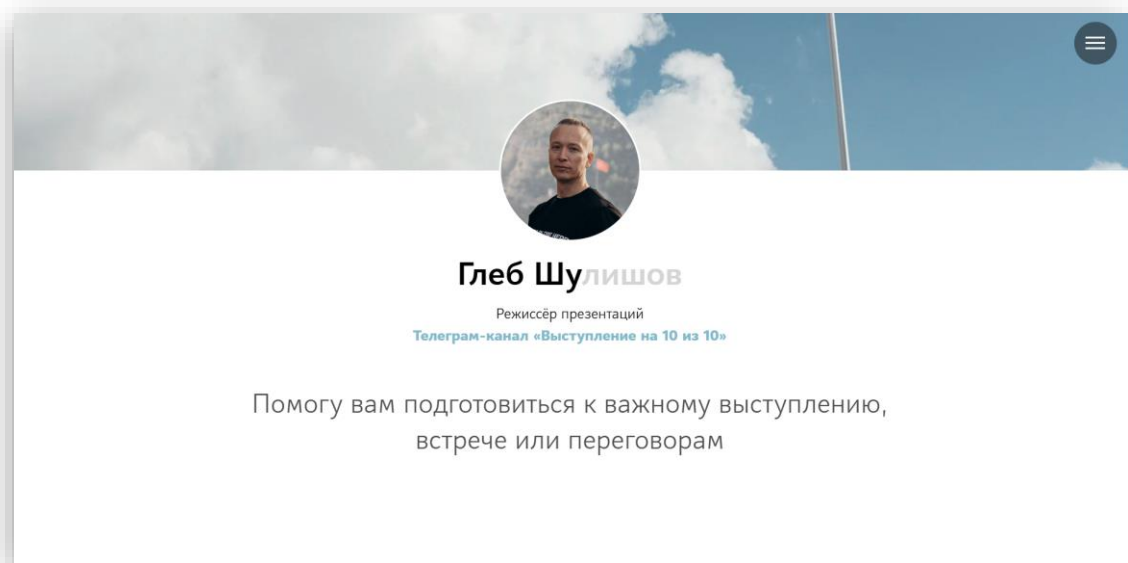 Глеб Шулишов
Режиссёр презентаций
Телеграм-канал «Выступление на 10 из 10»
Помогу вам подготовиться к важному выступлению,
встрече или переговорам